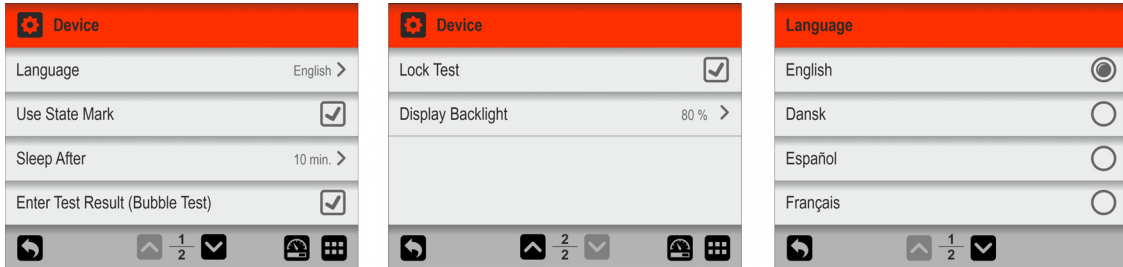 Device
Language English
Use State Mark
Sleep After 10 min.
Enter Test Result (Bubble Test)
1
2
Device
Lock Test
Display Backlight 80 %
2
2
Language
English
Dansk
Español
Français
1
2